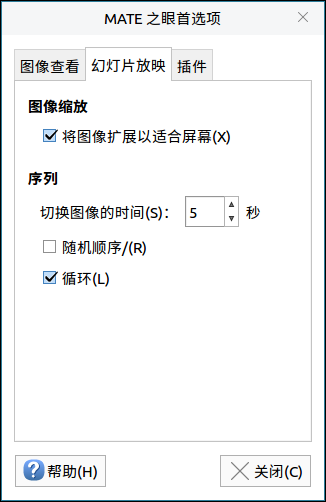 MATE 之眼首选项
图像查看 幻灯片放映 插件
图像缩放
将图像扩展以适合屏幕(X)
序列
切换图像的时间(S)： 5 秒
随机顺序/(R)
循环(L)
帮助(H) 关闭(C)